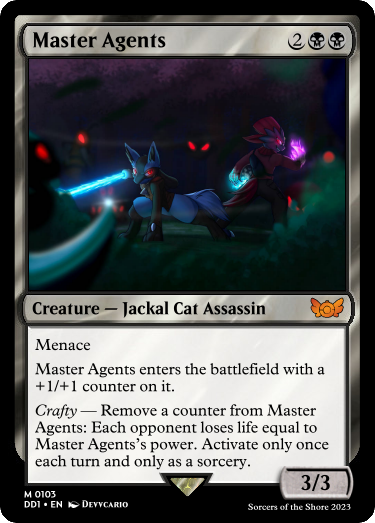 Master Agents 2
Creature — Jackal Cat Assassin
Menace
Master Agents enters the battlefield with a
+1/+1 counter on it.
Crafty — Remove a counter from Master
Agents: Each opponent loses life equal to
Master Agents's power. Activate only once
each turn and only as a sorcery.
3/3
M 0103
DD1 • EN DEVVCARIO
Sorcers of the Shore 2023